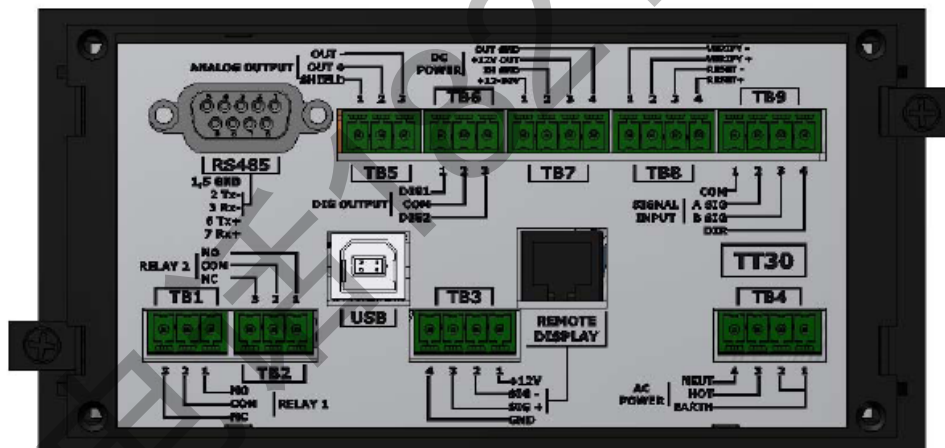 ANALOG OUTPUT
OUT -
OUT +
SHIELD
1 2 3
DC POWER
OUT GND
+12V OUT
IN GND
1 2 3 4
VERIFY -
VERIFY +
RESET -
RESET+
1 2 3 4
TB6
TB9
RS485
1,5 GND
2 Tx-
3 Rx-
6 Tx+
7 Rx+
TB5
TB7
TB8
1 2 3
DIG OUTPUT
DIG1
COM
DIG2
1 2 3 4
SIGNAL INPUT
COM
A SIG
B SIG
DIR
RELAY 2
NO
COM
NC
3 2 1
TT30
TB1
USB
TB3
REMOTE DISPLAY
TB4
TB2
3 2 1
NO
COM
NC
RELAY 1
4 3 2 1
+12V
SIG -
SIG +
GND
AC POWER
NEUT
HOT
EARTH
4 3 2 1